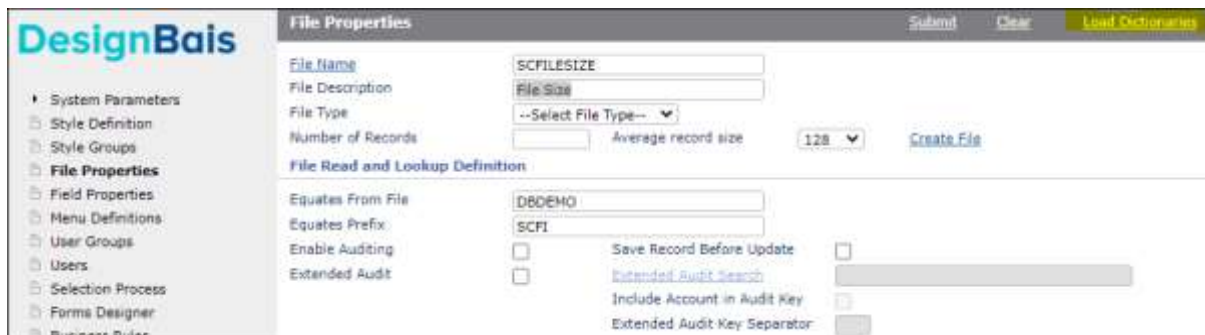 DesignBais
System Parameters
Style Definition
Style Groups
File Properties
Field Properties
Menu Definitions
User Groups
Users
Selection Process
Forms Designer
Business Rules
File Properties Submit Clear Load Dictionaries
File Name SCFILESIZE
File Description File Size
File Type --Select File Type--
Number of Records Average record size 128 Create File
File Read and Lookup Definition
Equates From File DBDEMO
Equates Prefix SCFI
Enable Auditing Save Record Before Update
Extended Audit Extended Audit Search
Include Account in Audit Key
Extended Audit Key Separator